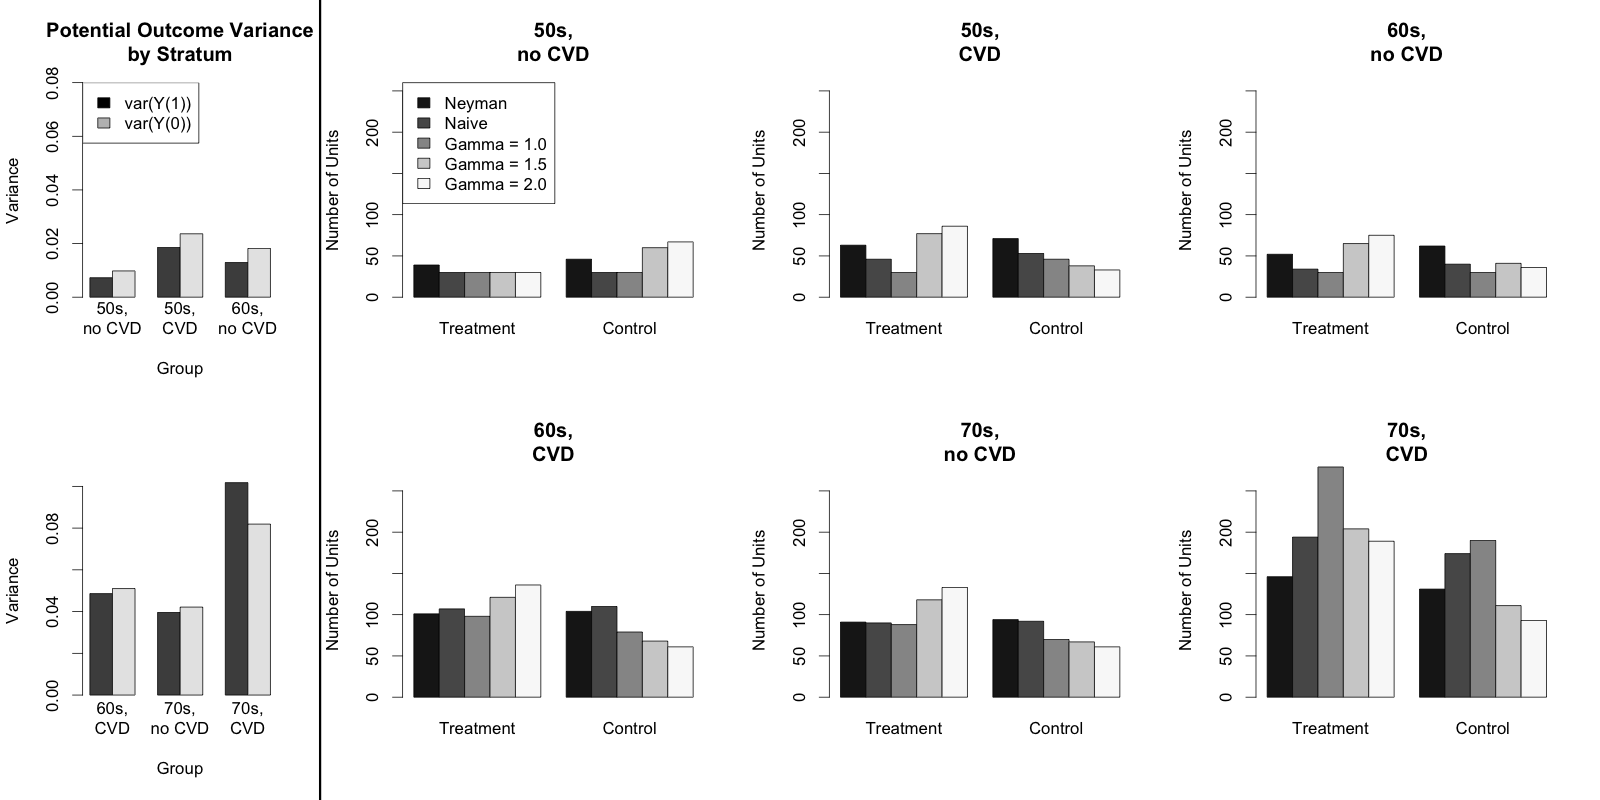 Potential Outcome Variance
by Stratum
Variance
0.00 0.02 0.04 0.06 0.08
var(Y(1))
var(Y(0))
50s,
no CVD
50s,
CVD
60s,
no CVD
Group
Variance
0.00 0.04 0.08
60s,
CVD
70s,
no CVD
70s,
CVD
Group
50s,
no CVD
Number of Units
0 50 100 200
Neyman
Naive
Gamma = 1.0
Gamma = 1.5
Gamma = 2.0
Treatment Control
50s,
CVD
Number of Units
0 50 100 200
Treatment Control
60s,
no CVD
Number of Units
0 50 100 200
Treatment Control
60s,
CVD
Number of Units
0 50 100 200
Treatment Control
70s,
no CVD
Number of Units
0 50 100 200
Treatment Control
70s,
CVD
Number of Units
0 50 100 200
Treatment Control